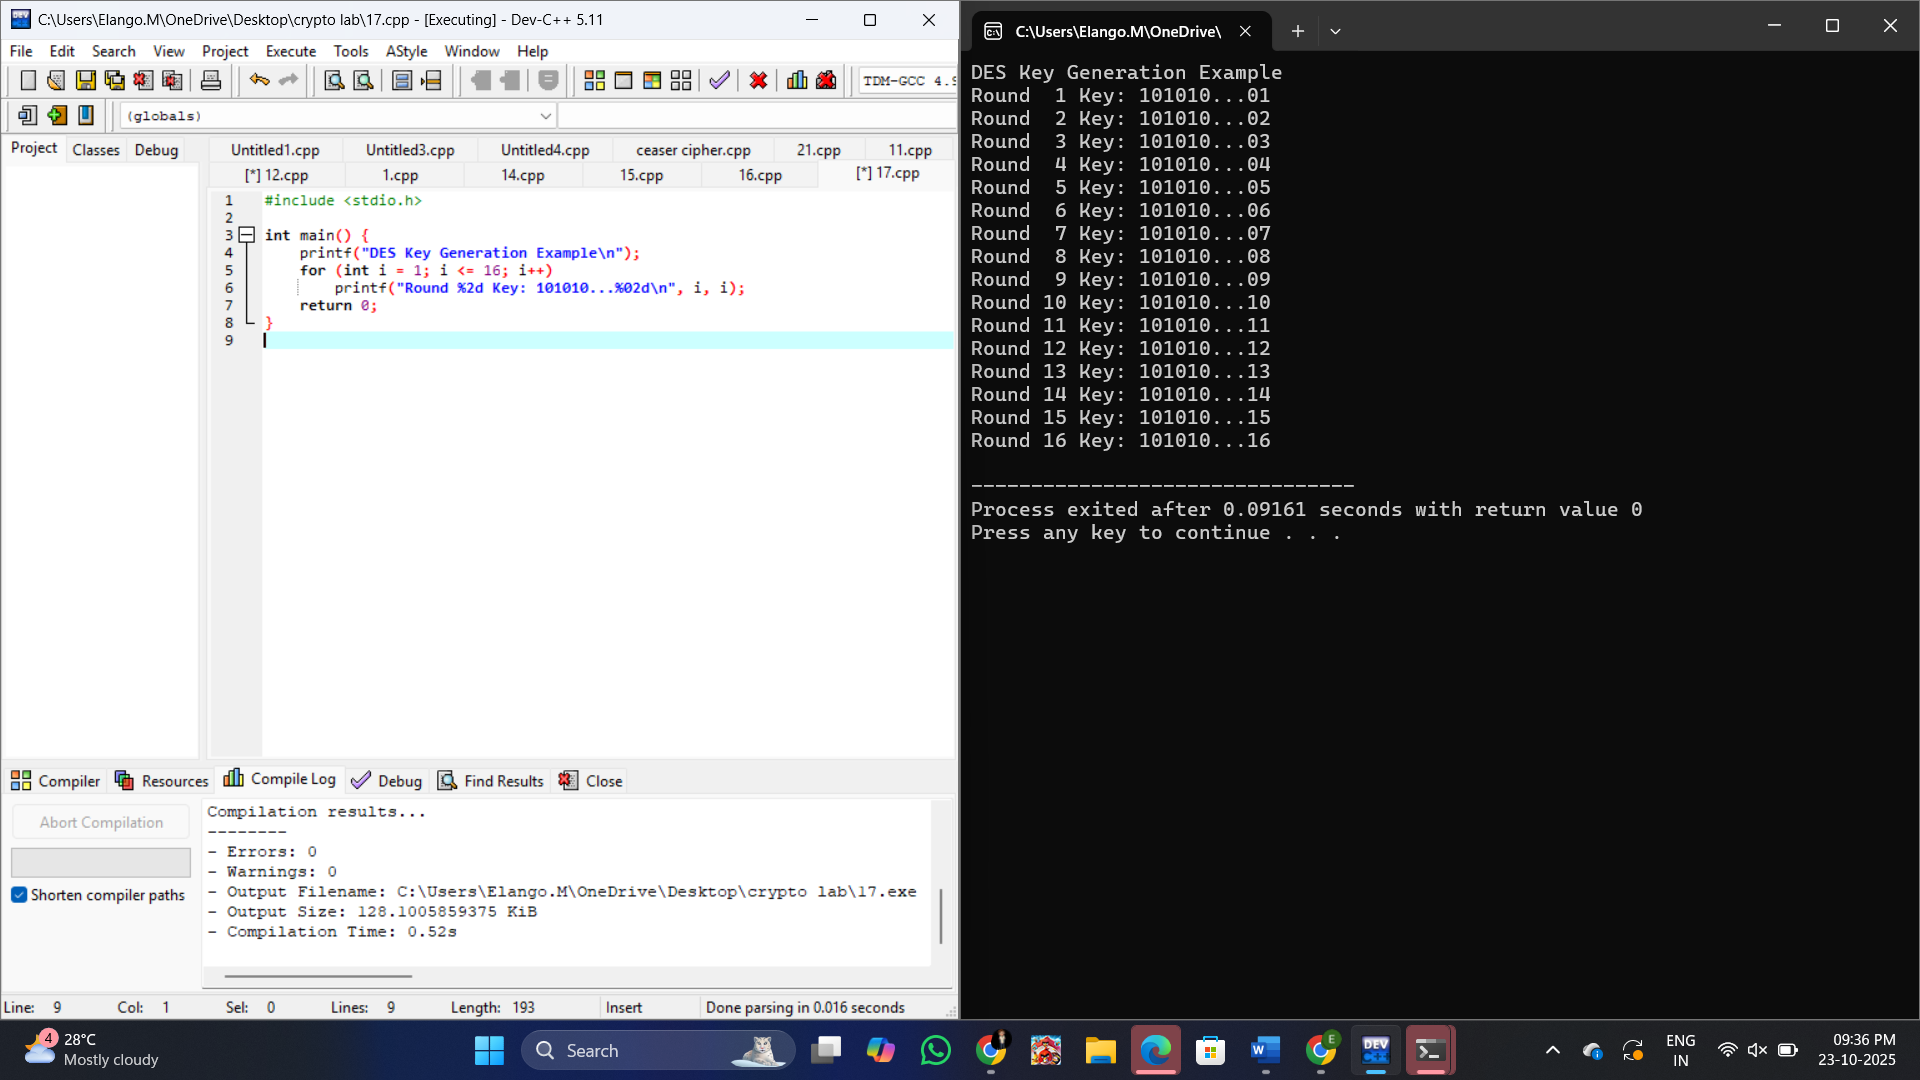 C:\Users\Elango.M\OneDrive\Desktop\crypto lab\17.cpp - [Executing] - Dev-C++ 5.11
File Edit Search View Project Execute Tools AStyle Window Help
TDM-GCC 4.9
(globals)
Project Classes Debug
Untitled1.cpp Untitled3.cpp Untitled4.cpp ceaser cipher.cpp 21.cpp 11.cpp
[*] 12.cpp 1.cpp 14.cpp 15.cpp 16.cpp [*] 17.cpp
1 #include <stdio.h>
2
3 int main() {
4 printf("DES Key Generation Example\n");
5 for (int i = 1; i <= 16; i++)
6 printf("Round %2d Key: 101010...%02d\n", i, i);
7 return 0;
8 }
9
Compiler Resources Compile Log Debug Find Results Close
Abort Compilation
Shorten compiler paths
Compilation results...
--------
- Errors: 0
- Warnings: 0
- Output Filename: C:\Users\Elango.M\OneDrive\Desktop\crypto lab\17.exe
- Output Size: 128.1005859375 KiB
- Compilation Time: 0.52s
Line: 9 Col: 1 Sel: 0 Lines: 9 Length: 193 Insert Done parsing in 0.016 seconds
C:\Users\Elango.M\OneDrive\
DES Key Generation Example
Round  1 Key: 101010...01
Round  2 Key: 101010...02
Round  3 Key: 101010...03
Round  4 Key: 101010...04
Round  5 Key: 101010...05
Round  6 Key: 101010...06
Round  7 Key: 101010...07
Round  8 Key: 101010...08
Round  9 Key: 101010...09
Round 10 Key: 101010...10
Round 11 Key: 101010...11
Round 12 Key: 101010...12
Round 13 Key: 101010...13
Round 14 Key: 101010...14
Round 15 Key: 101010...15
Round 16 Key: 101010...16
--------------------------------
Process exited after 0.09161 seconds with return value 0
Press any key to continue . . .
4
28°C
Mostly cloudy
Search
W
E
DEV
C++
ENG
IN
09:36 PM
23-10-2025